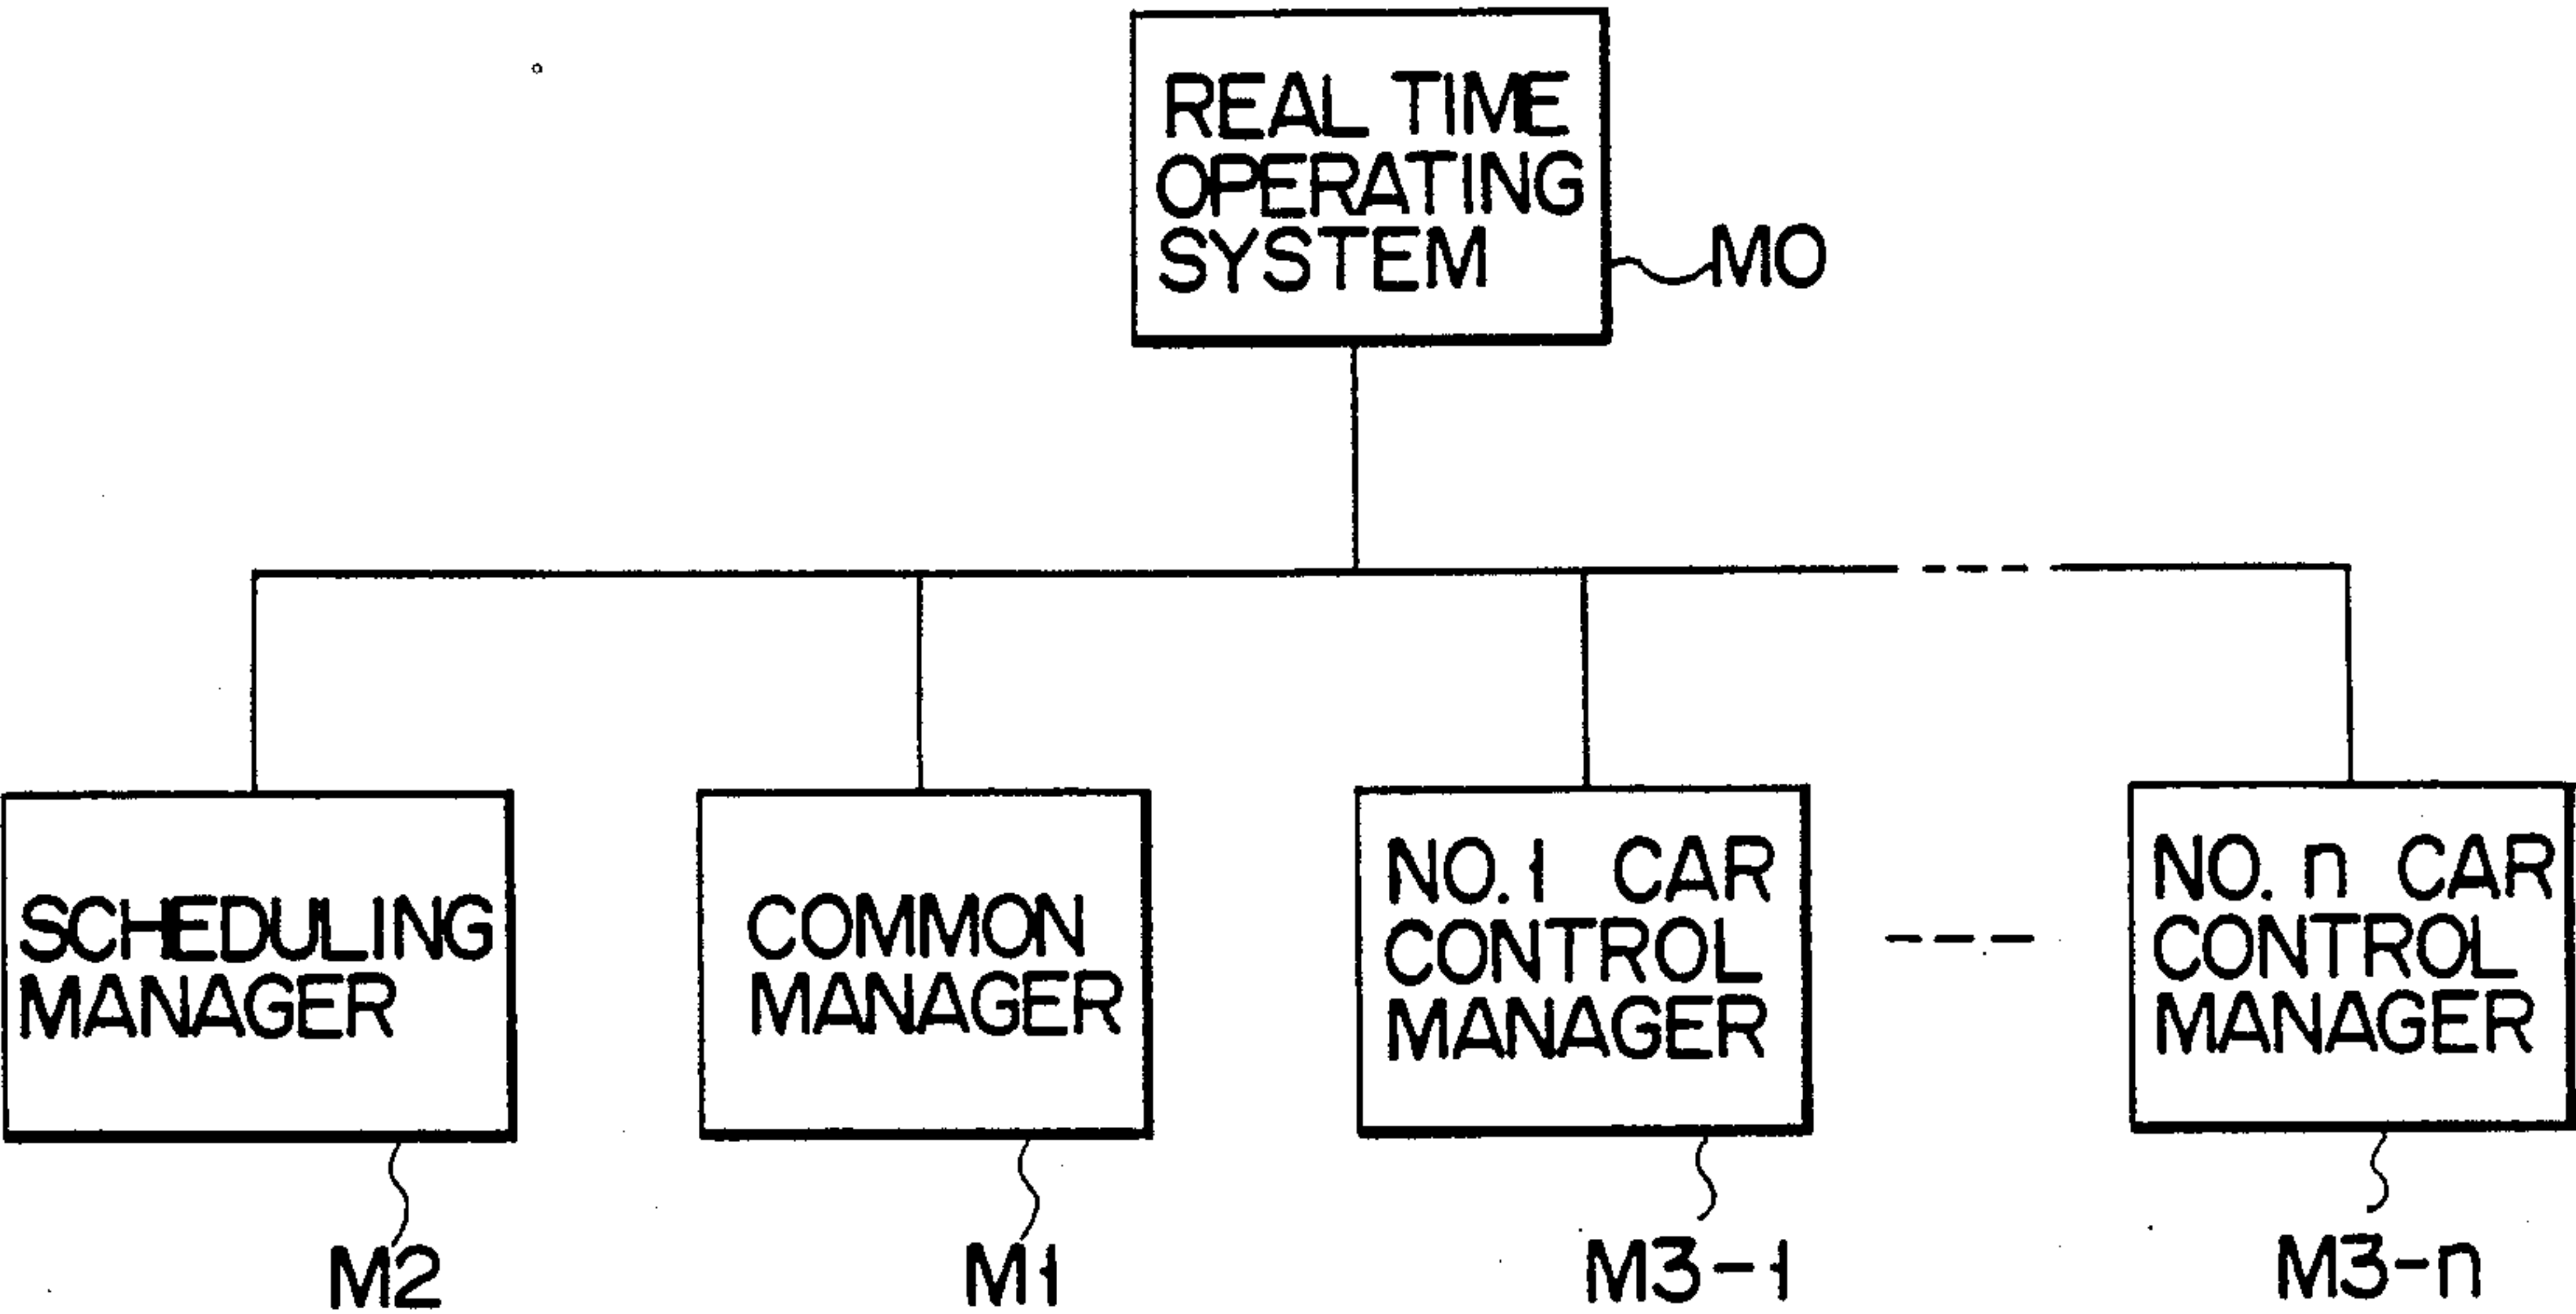 REAL TIME
OPERATING
SYSTEM
M0
SCHEDULING
MANAGER
M2
COMMON
MANAGER
M1
NO. 1 CAR
CONTROL
MANAGER
M3-1
NO. n CAR
CONTROL
MANAGER
M3-n